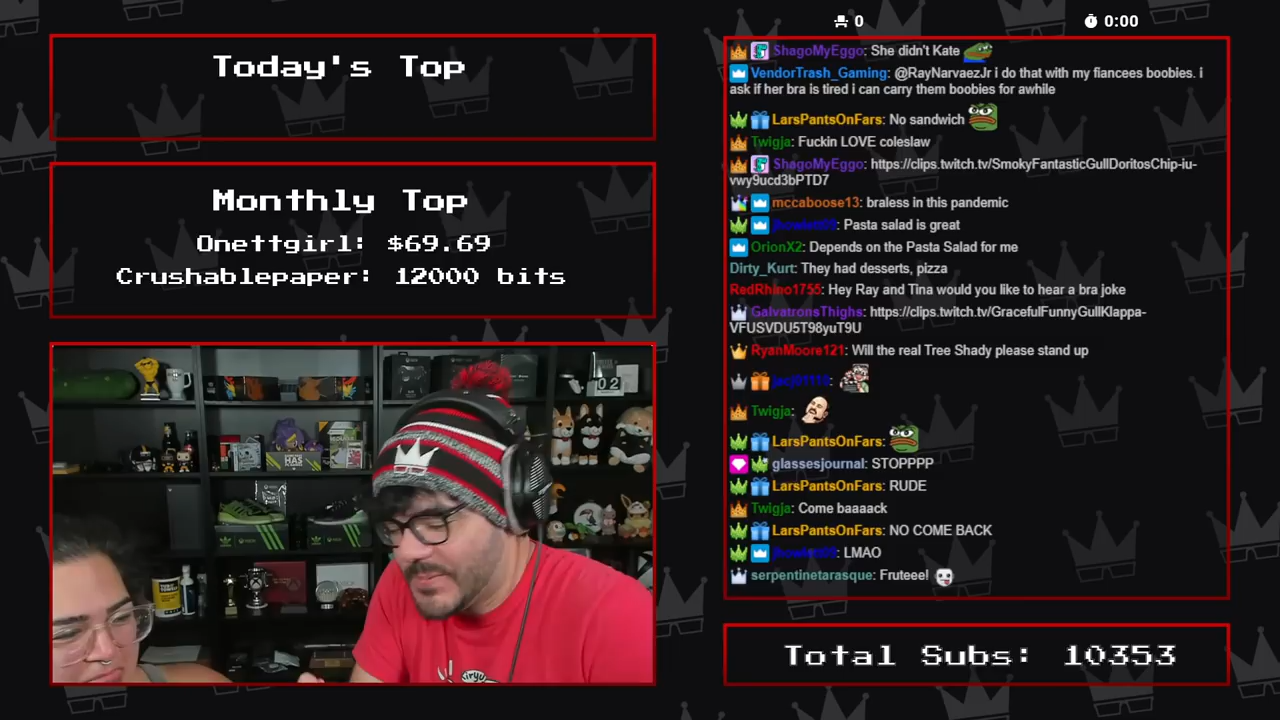 0
0:00
Today's Top
Monthly Top
Onettgirl: $69.69
Crushablepaper: 12000 bits
ShagoMyEggo: She didn't Kate
VendorTrash_Gaming: @RayNarvaezJr i do that with my fiancees boobies. i
ask if her bra is tired i can carry them boobies for awhile
LarsPantsOnFars: No sandwich
Twigja: Fuckin LOVE coleslaw
ShagoMyEggo: https://clips.twitch.tv/SmokyFantasticGullDoritosChip-iu-
vwy9ucd3bPTD7
mccaboose13: braless in this pandemic
Pasta salad is great
OrionX2: Depends on the Pasta Salad for me
Dirty_Kurt: They had desserts, pizza
RedRhino1755: Hey Ray and Tina would you like to hear a bra joke
GalvatronsThighs: https://clips.twitch.tv/GracefulFunnyGullKlappa-
VFUSVDU5T98yuT9U
RyanMoore121: Will the real Tree Shady please stand up
Twigja:
LarsPantsOnFars:
glassesjournal: STOPPPP
LarsPantsOnFars: RUDE
Twigja: Come baaaack
LarsPantsOnFars: NO COME BACK
LMAO
serpentinetarasque: Fruteee!
Total Subs: 10353
02
HAS
Kiryu